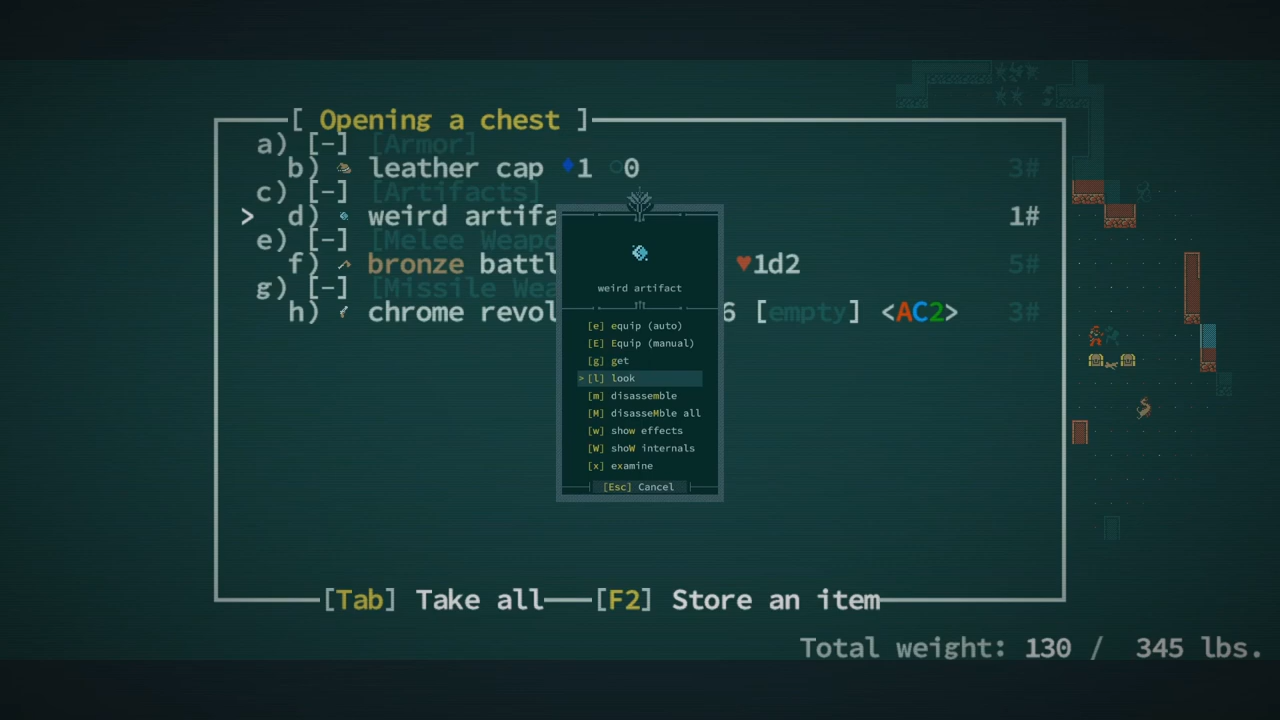 [ Opening a chest ]
a) [-] [Armor]
b) leather cap ♦1 ○0 3#
c) [-] [Artifacts]
> d) weird artifa 1#
e) [-] [Melee Weapo
f) bronze battl ♥1d2 5#
g) [-] [Missile Wea
h) chrome revol 6 [empty] <AC2> 3#
weird artifact
[e] equip (auto)
[E] Equip (manual)
[g] get
> [l] look
[m] disassemble
[M] disasseMble all
[w] show effects
[W] shoW internals
[x] examine
[Esc] Cancel
[Tab] Take all [F2] Store an item
Total weight: 130 / 345 lbs.